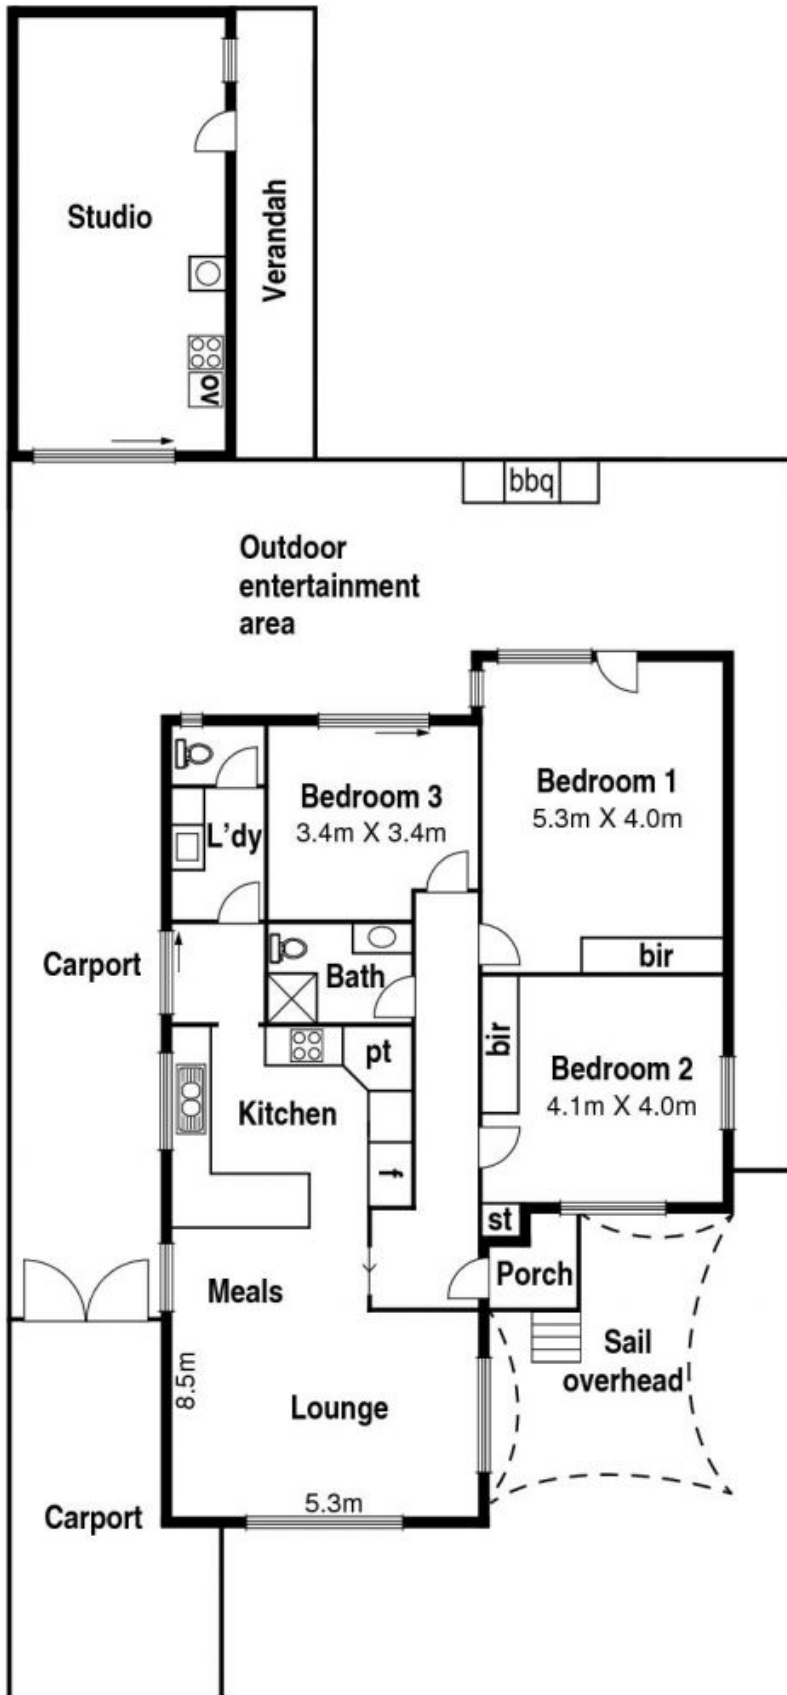 Studio
Verandah
ov
bbq
Outdoor
entertainment
area
Bedroom 1
5.3m X 4.0m
Bedroom 3
3.4m X 3.4m
L'dy
bir
Carport
Bath
bir
pt
Bedroom 2
4.1m X 4.0m
Kitchen
f
st
Porch
Meals
Sail
overhead
8.5m
Lounge
5.3m
Carport